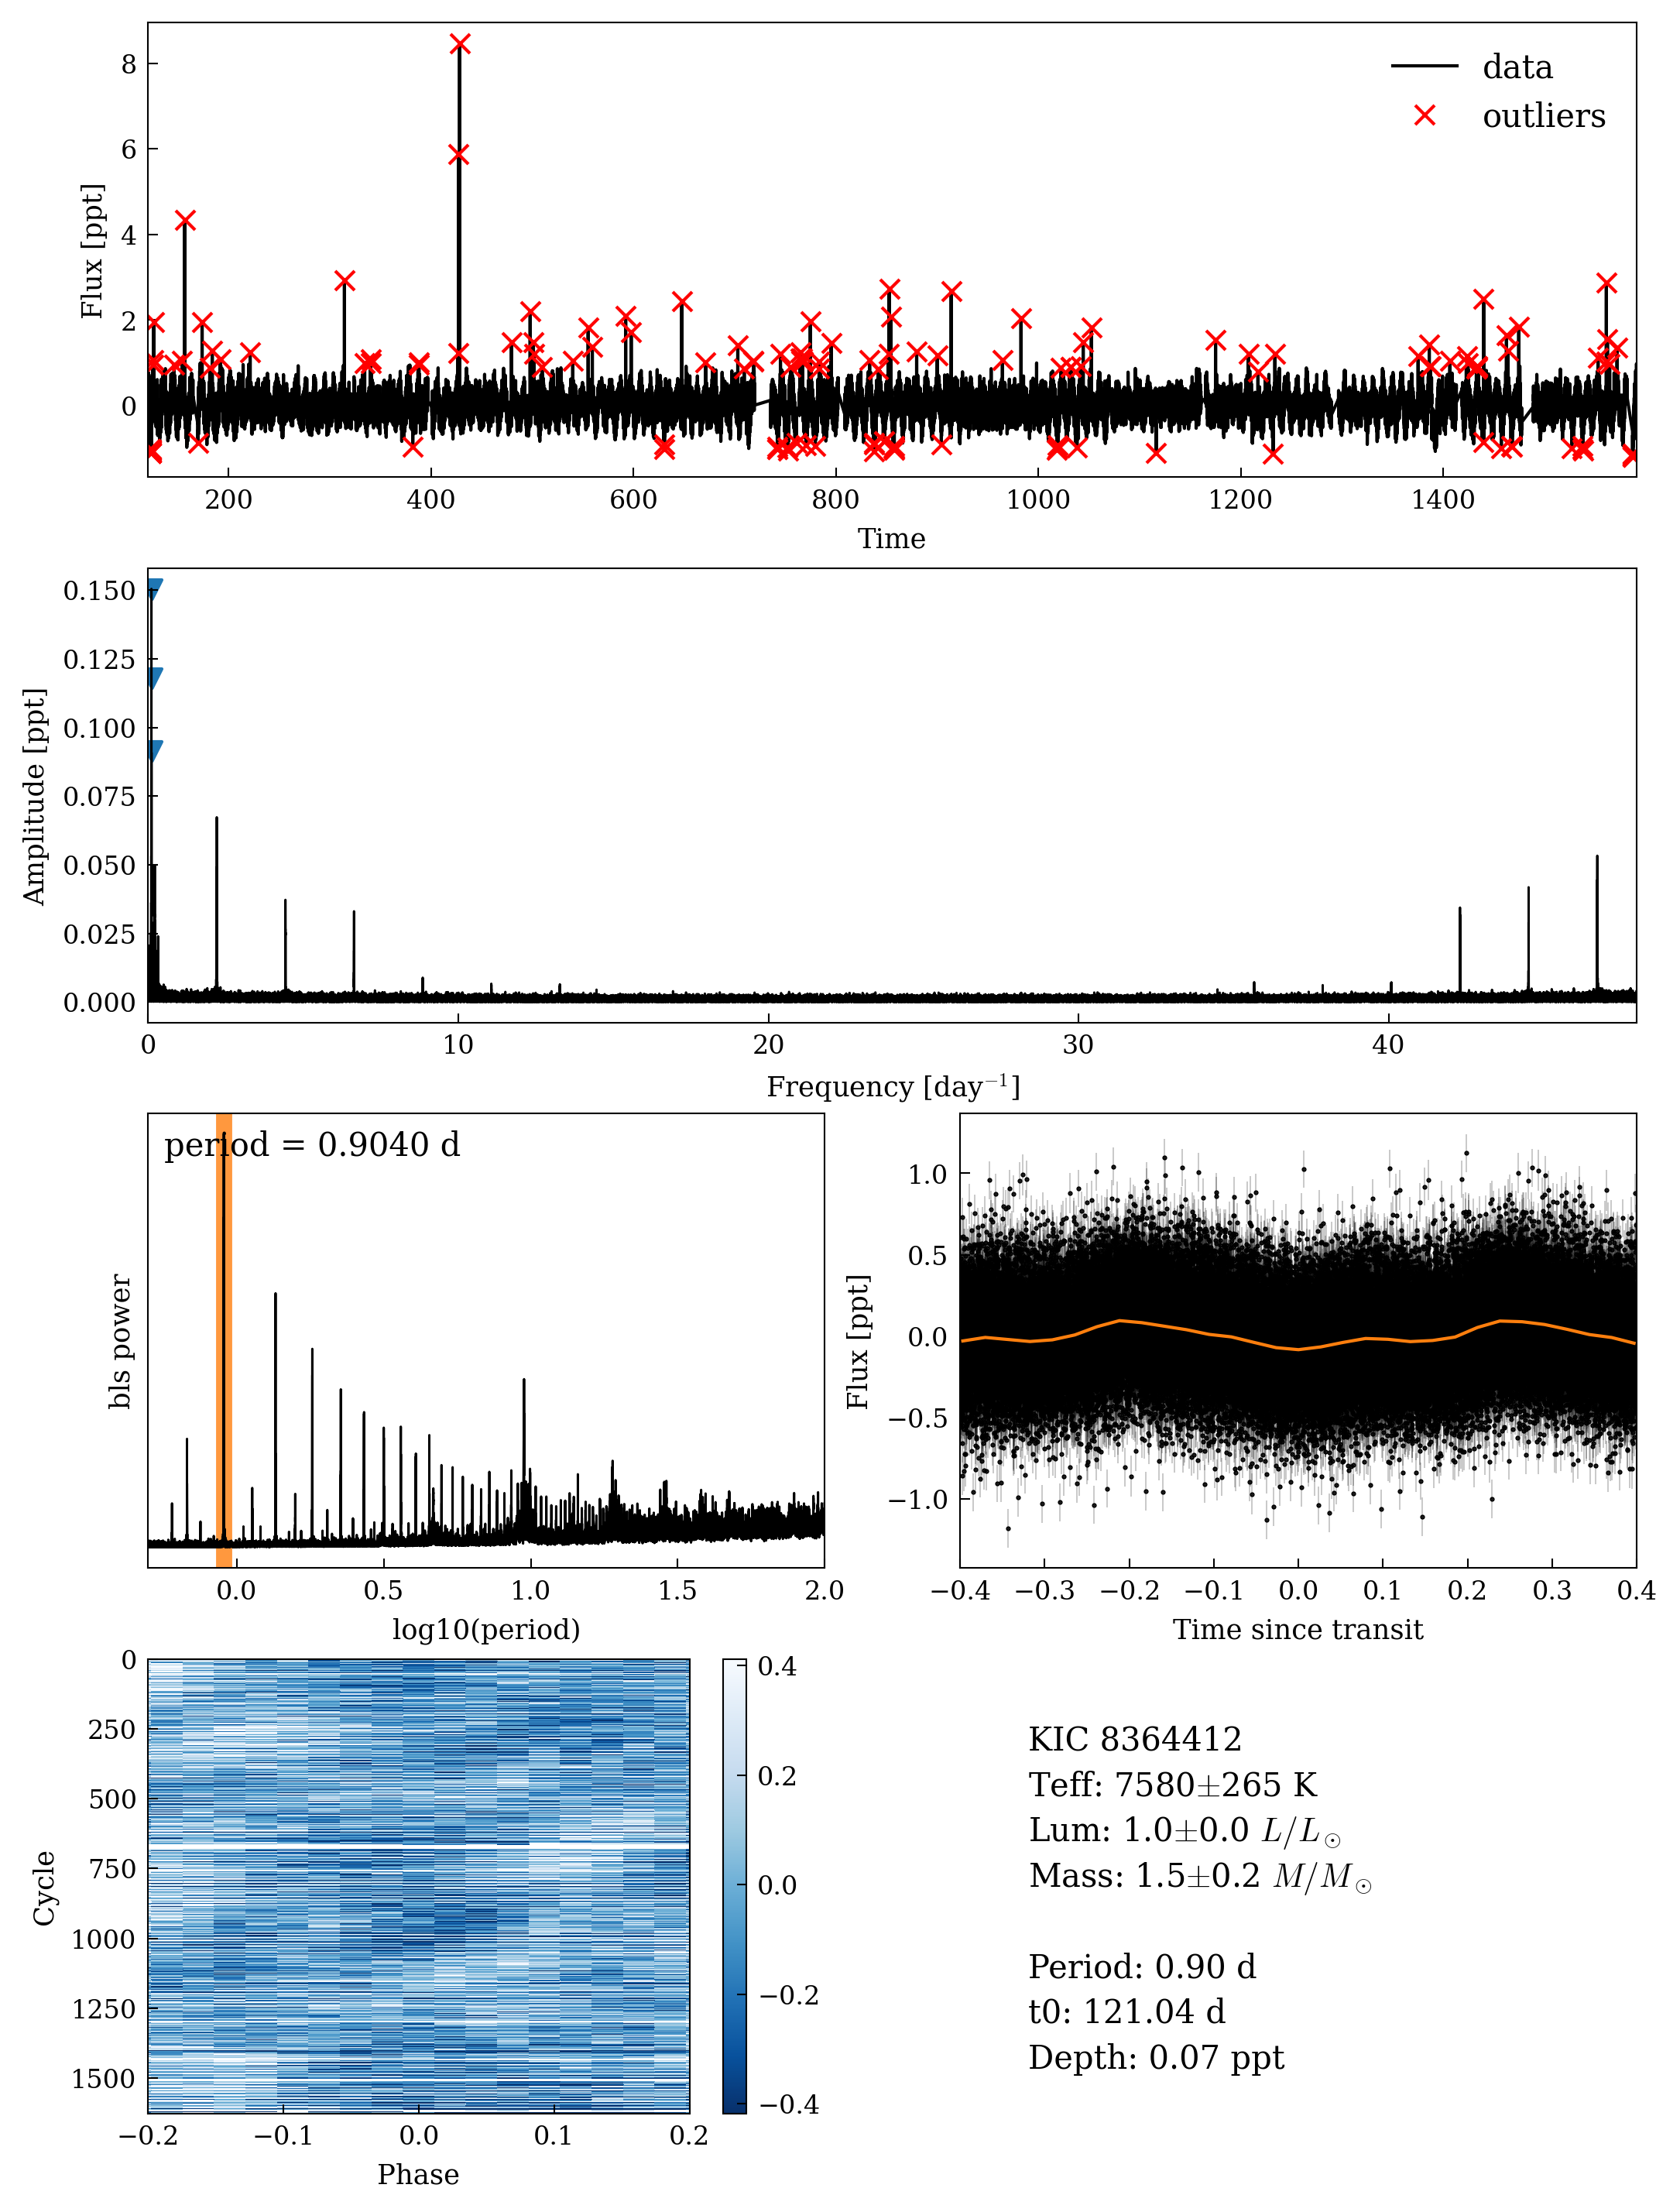 8
6
4
2
0
Flux [ppt]
data
outliers
200 400 600 800 1000 1200 1400
Time
0.150
0.125
0.100
0.075
0.050
0.025
0.000
Amplitude [ppt]
0 10 20 30 40
Frequency [day⁻¹]
period = 0.9040 d
bls power
0.0 0.5 1.0 1.5 2.0
log10(period)
1.0
0.5
0.0
−0.5
−1.0
Flux [ppt]
−0.4 −0.3 −0.2 −0.1 0.0 0.1 0.2 0.3 0.4
Time since transit
0
250
500
750
1000
1250
1500
Cycle
−0.2 −0.1 0.0 0.1 0.2
Phase
0.4
0.2
0.0
−0.2
−0.4
KIC 8364412
Teff: 7580±265 K
Lum: 1.0±0.0 L/L⊙
Mass: 1.5±0.2 M/M⊙
Period: 0.90 d
t0: 121.04 d
Depth: 0.07 ppt